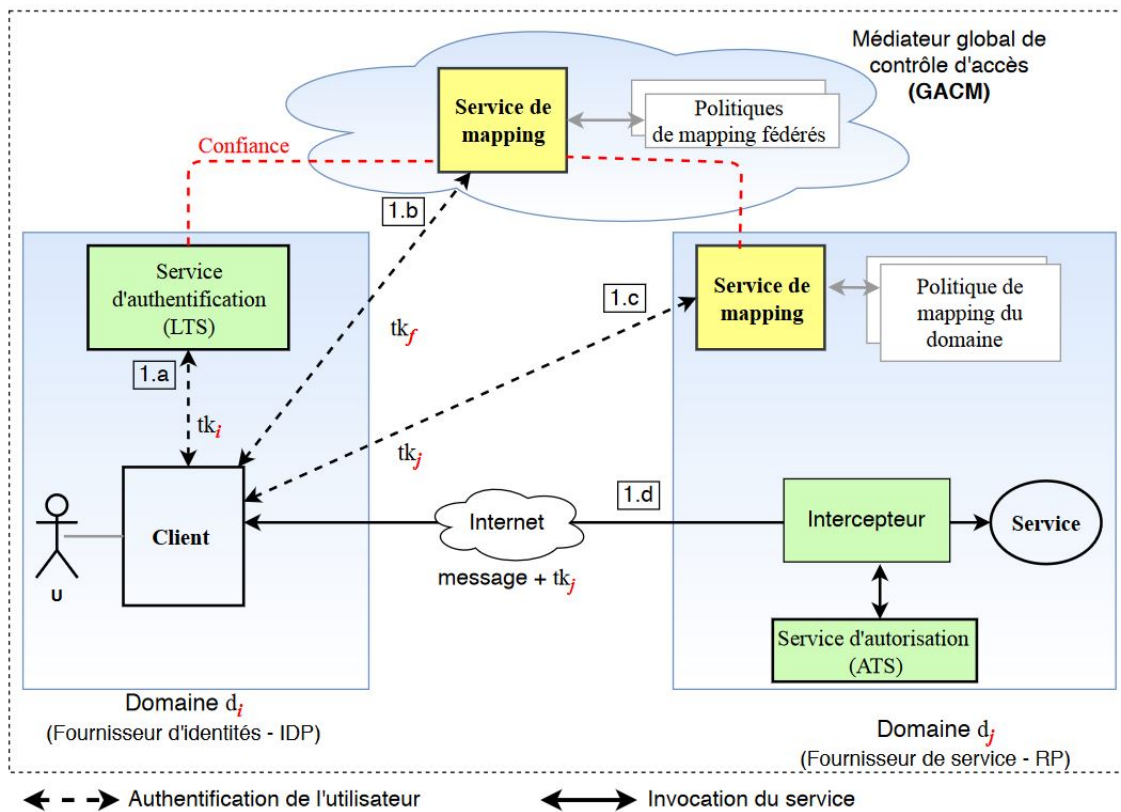 Médiateur global de
contrôle d'accès
(GACM)
Service de
mapping
Politiques
de mapping fédérés
Confiance
1.b
Service
d'authentification
(LTS)
Service de
mapping
Politique de
mapping du
domaine
1.c
1.a
tkf
tki
tkj
1.d
Client
Internet
Intercepteur
Service
message + tkj
U
Service d'autorisation
(ATS)
Domaine di
(Fournisseur d'identités - IDP)
Domaine dj
(Fournisseur de service - RP)
Authentification de l'utilisateur
Invocation du service